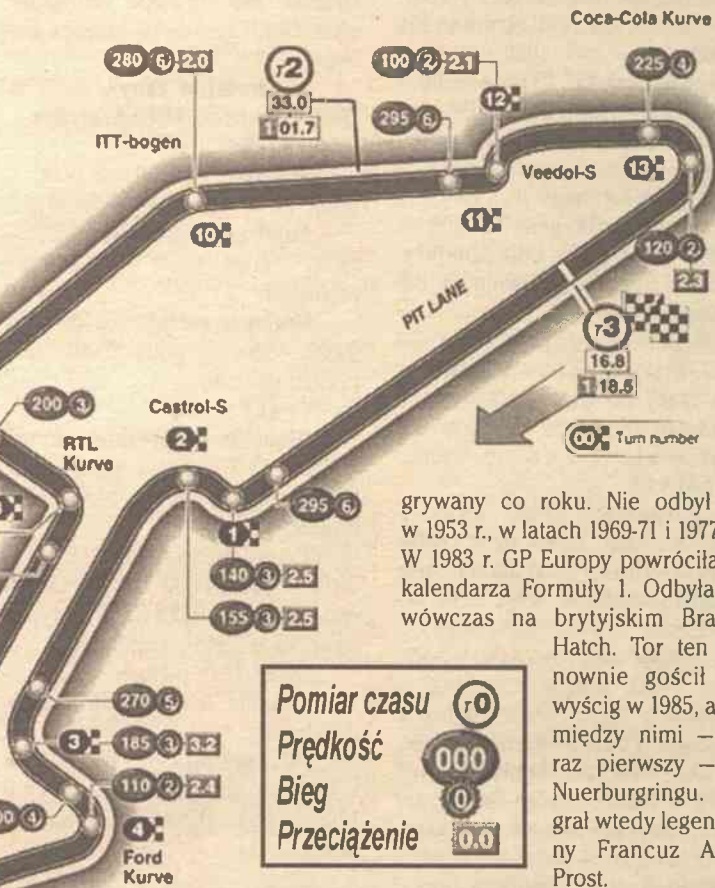 Coca-Cola Kurve
280 6 2.0
T2
33.0
1 01.7
100 2 2.1
225 4
295 6
12
ITT-bogen
Veedol-S
13
10
11
120 2
2.3
PIT LANE
T3
16.8
1 18.5
200 3
Castrol-S
RTL
Kurve
2
00 Turn number
295 6
1
140 3 2.5
155 3 2.5
270 5
3 185 3 3.2
110 2 2.4
4
Ford
Kurve
Pomiar czasu T0
Prędkość 000
Bieg 0
Przeciążenie 0.0
grywany co roku. Nie odbył
w 1953 r., w latach 1969-71 i 1977
W 1983 r. GP Europy powróciła
kalendarza Formuły 1. Odbyła
wówczas na brytyjskim Bra
Hatch. Tor ten
nownie gościł
wyścig w 1985, a
między nimi –
raz pierwszy –
Nuerburgringu.
grał wtedy legen
ny Francuz A
Prost.